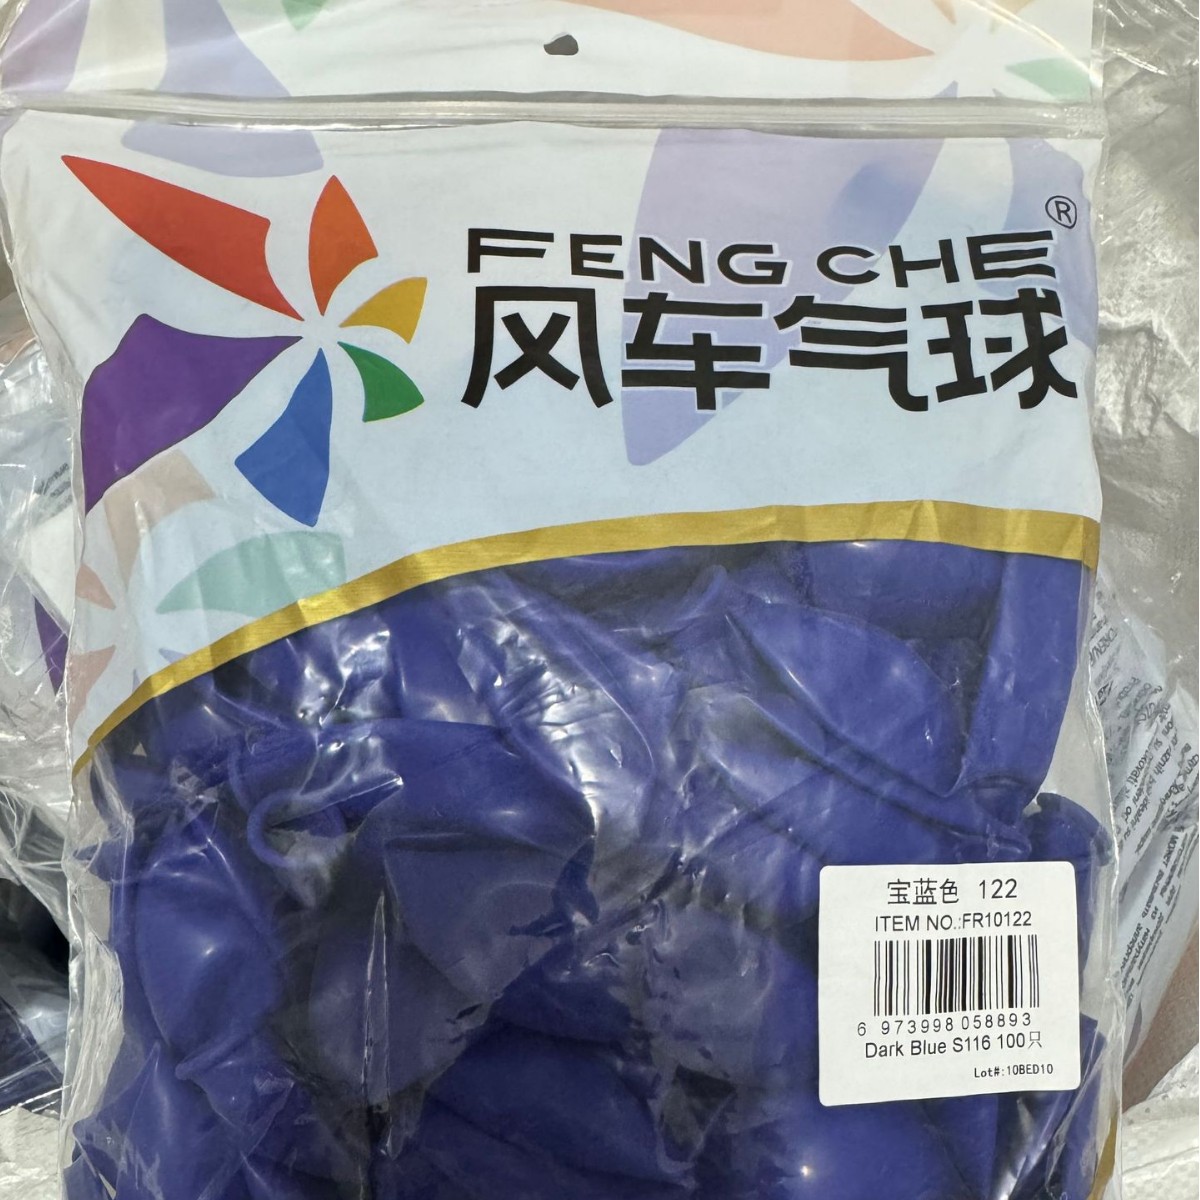 FENG CHE®
风车气球
宝蓝色 122
ITEM NO.:FR10122
6 973998 058893
Dark Blue S116 100只
Lot#:10BED10